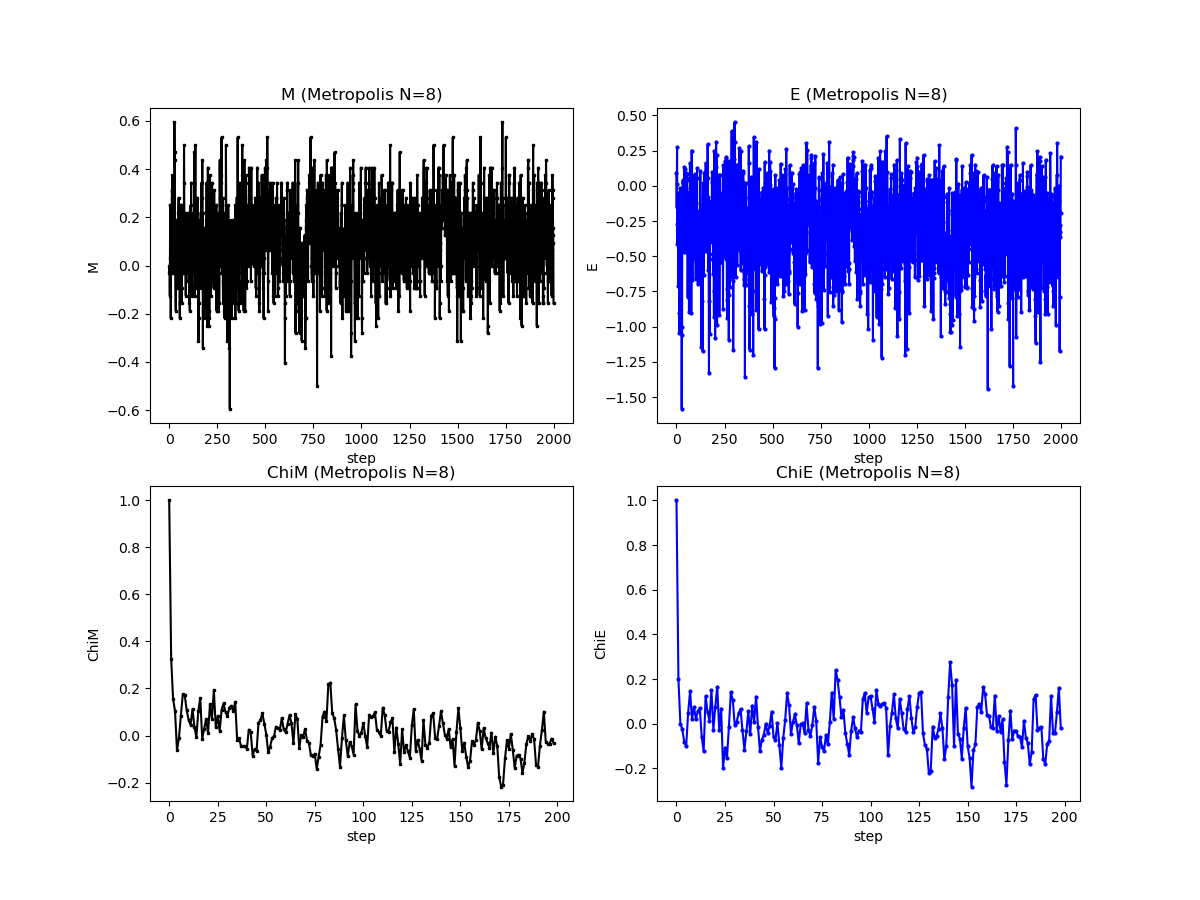 M (Metropolis N=8)
0.6
0.4
0.2
0.0
−0.2
−0.4
−0.6
M
0 250 500 750 1000 1250 1500 1750 2000
step
E (Metropolis N=8)
0.50
0.25
0.00
−0.25
−0.50
−0.75
−1.00
−1.25
−1.50
E
0 250 500 750 1000 1250 1500 1750 2000
step
ChiM (Metropolis N=8)
1.0
0.8
0.6
0.4
0.2
0.0
−0.2
ChiM
0 25 50 75 100 125 150 175 200
step
ChiE (Metropolis N=8)
1.0
0.8
0.6
0.4
0.2
0.0
−0.2
ChiE
0 25 50 75 100 125 150 175 200
step